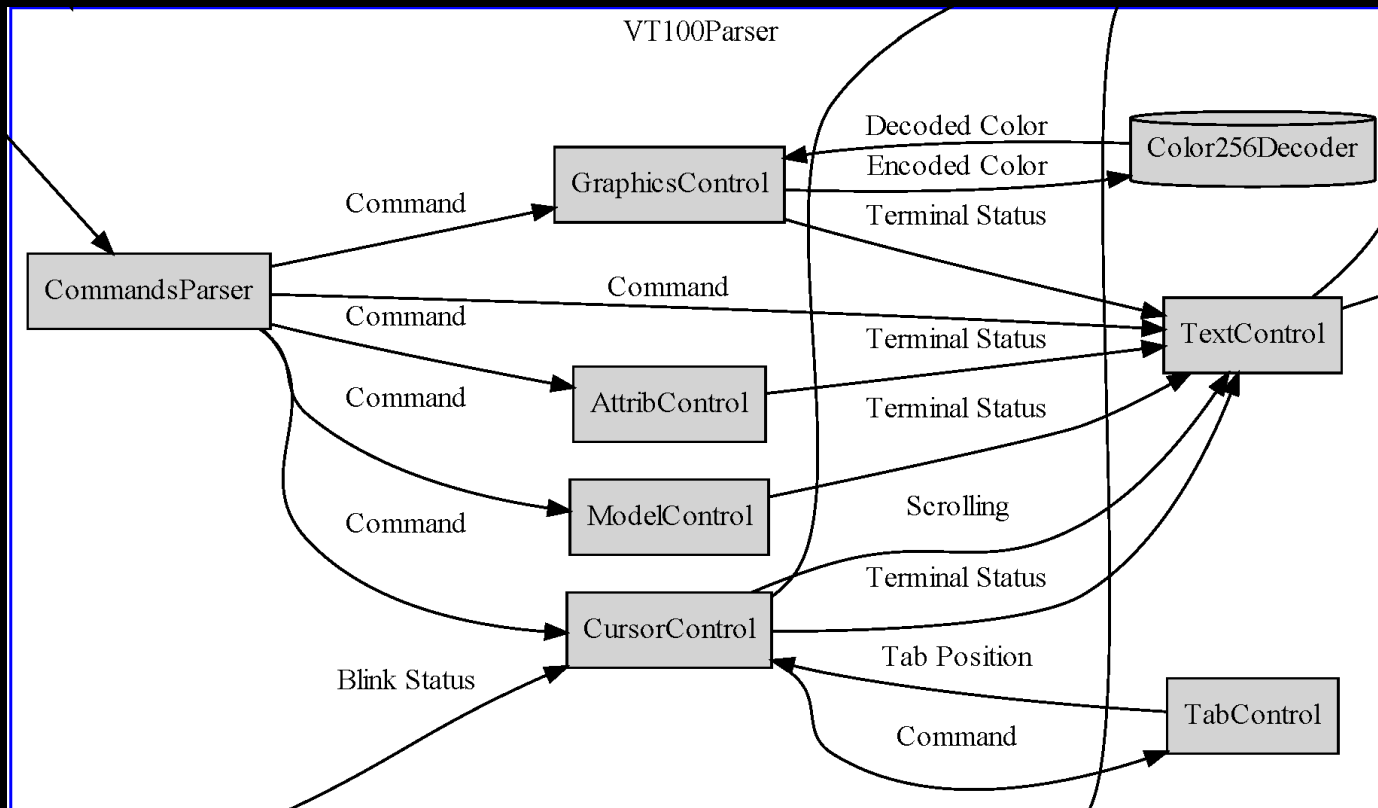 VT100Parser
Decoded Color
Color256Decoder
Encoded Color
GraphicsControl
Command
Terminal Status
CommandsParser
Command
Command
TextControl
Terminal Status
AttribControl
Command
Terminal Status
ModelControl
Scrolling
Command
Terminal Status
CursorControl
Tab Position
Blink Status
TabControl
Command